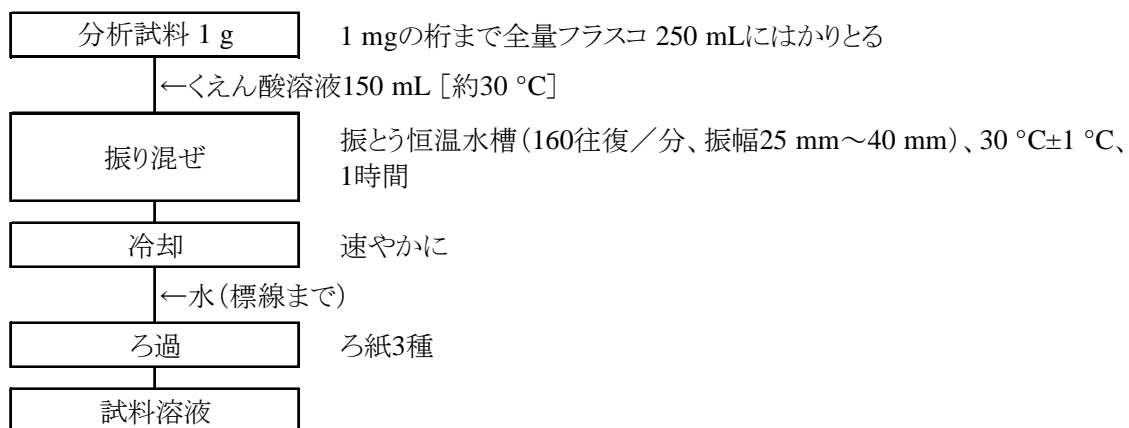 分析試料 1 g
1 mgの桁まで全量フラスコ 250 mLにはかりとる
←くえん酸溶液150 mL [約30 °C]
振り混ぜ
振とう恒温水槽（160往復／分、振幅25 mm～40 mm）、30 °C±1 °C、
1時間
冷却
速やかに
←水（標線まで）
ろ過
ろ紙3種
試料溶液